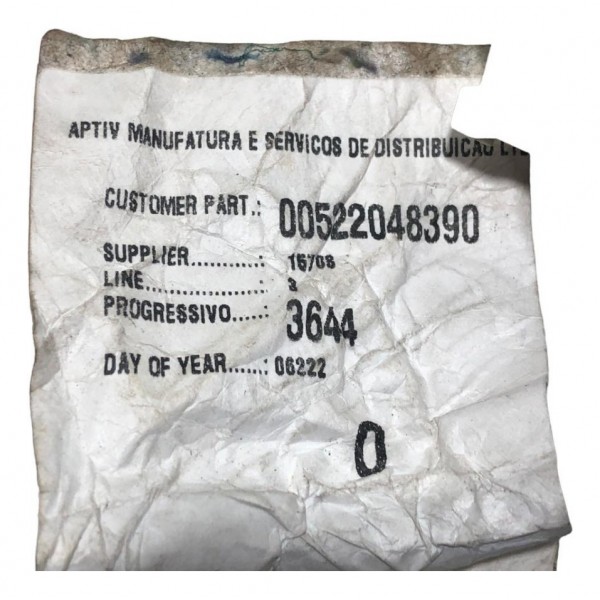 APTIV MANUFATURA E SERVICOS DE DISTRIBUICAO LTD
CUSTOMER PART.: 00522048390
SUPPLIER..........: 15708
LINE.................: 3
PROGRESSIVO.....: 3644
DAY OF YEAR......: 06222
0